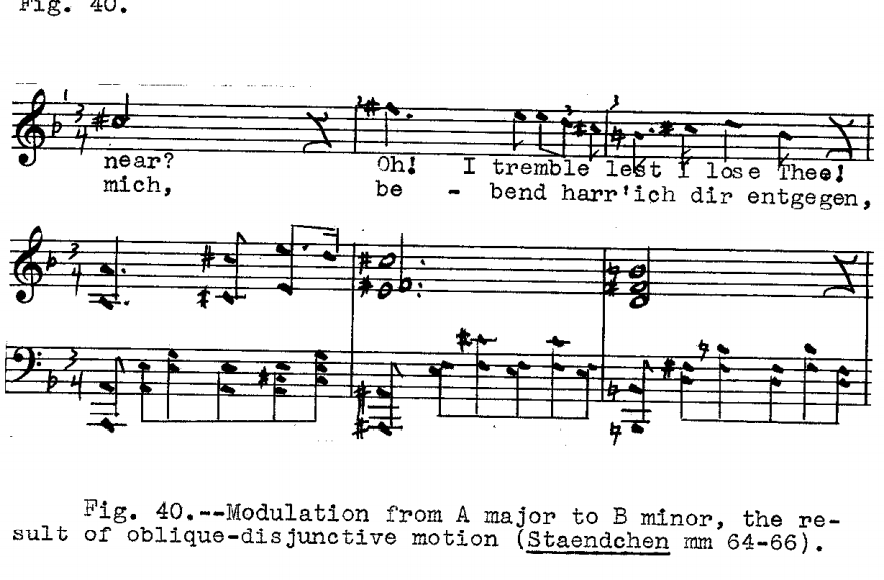 Fig. 40.
near? Oh! I tremble lest I lose Thee!
mich, be - bend harr'ich dir entgegen,
Fig. 40.--Modulation from A major to B minor, the re-
sult of oblique-disjunctive motion (Staendchen mm 64-66).